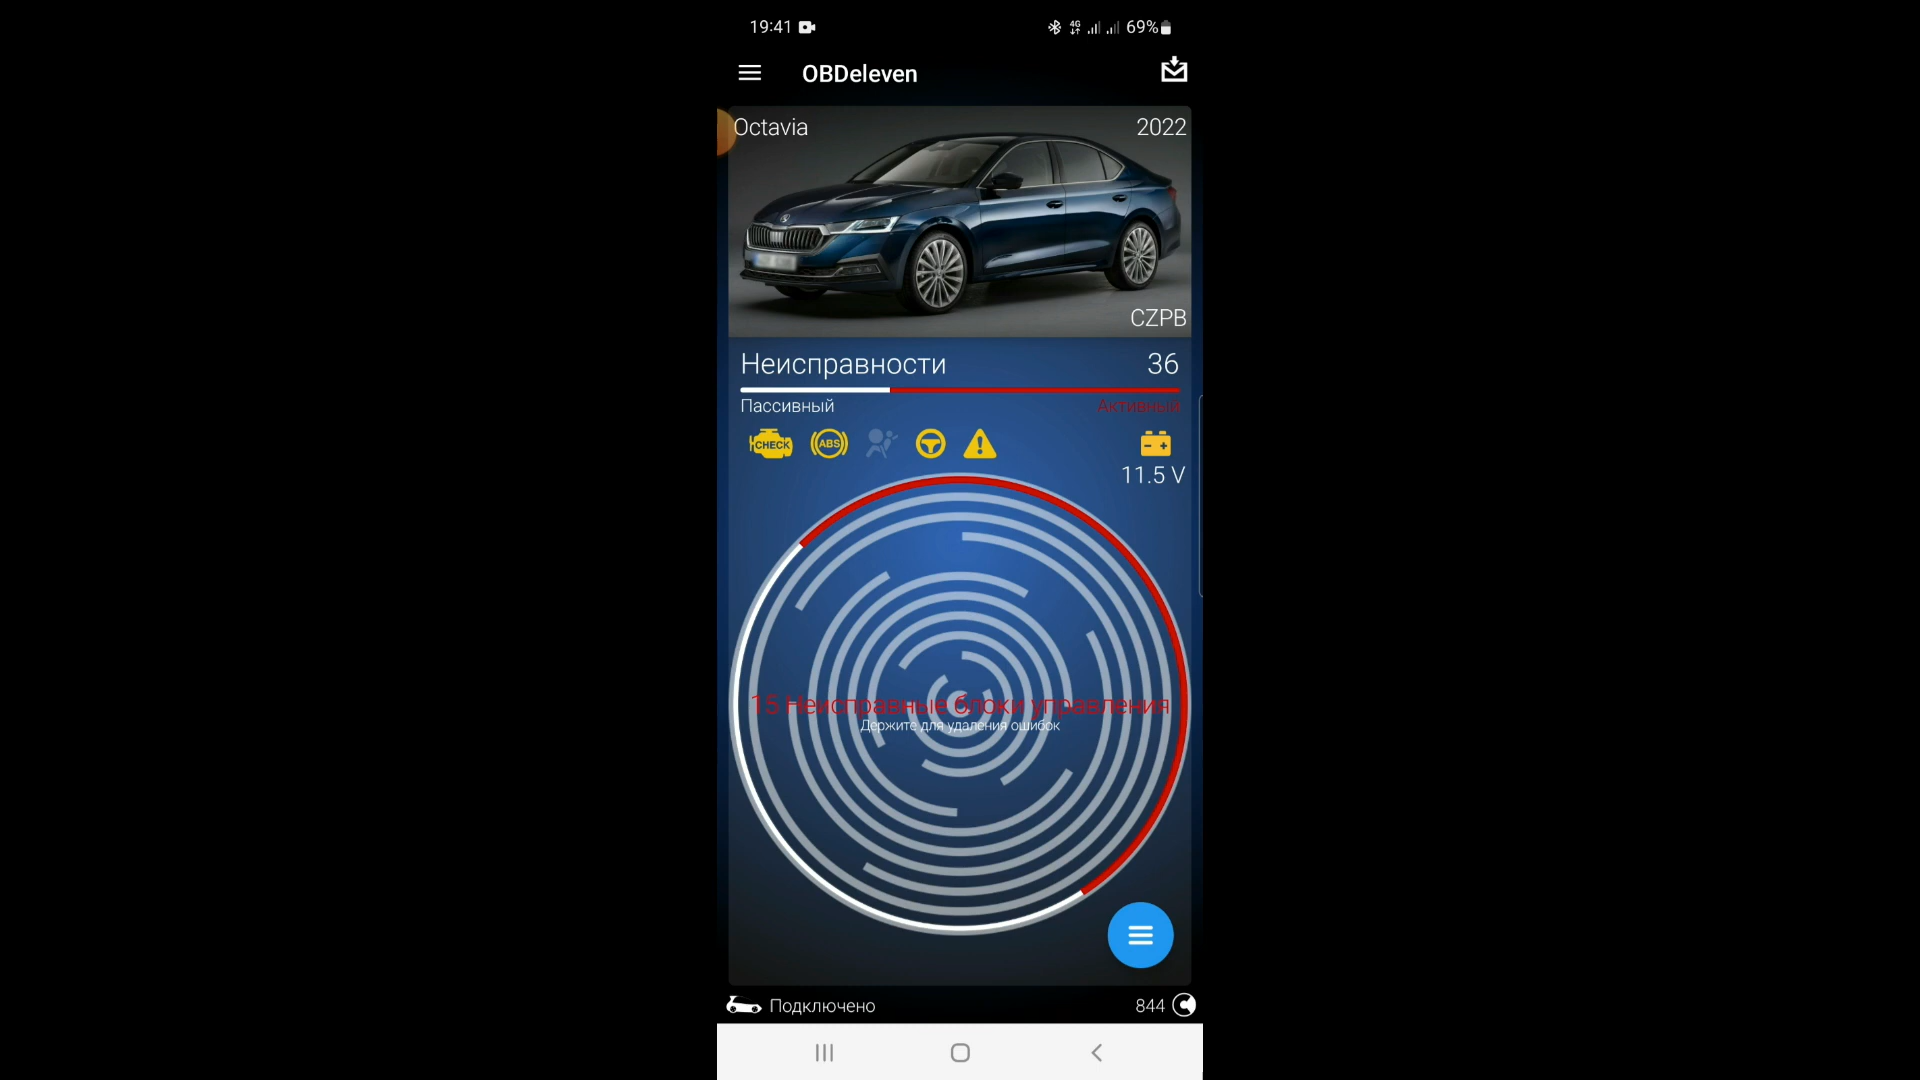 19:41
4G 69%
OBDeleven
Octavia 2022
CZPB
Неисправности 36
Пассивный Активный
CHECK ABS
11.5 V
15 Неисправные блоки управления
Держите для удаления ошибок
Подключено 844